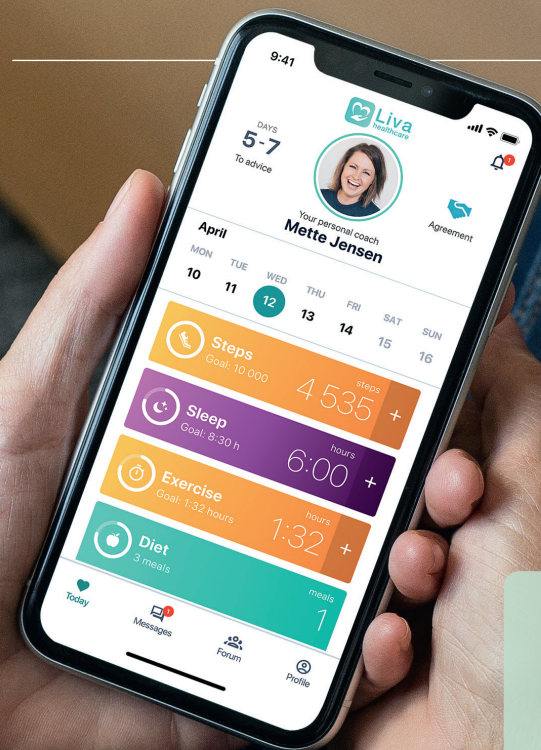 9:41
Liva
healthcare
DAYS
5-7
To advice
1
Agreement
Your personal coach
Mette Jensen
April
MON TUE WED THU FRI SAT SUN
10 11 12 13 14 15 16
Steps
Goal: 10 000
steps
4 535 +
Sleep
Goal: 8:30 h
hours
6:00 +
Exercise
Goal: 1:32 hours
hours
1:32 +
Diet
3 meals
meals
1
Today
1
Messages
Forum
Profile